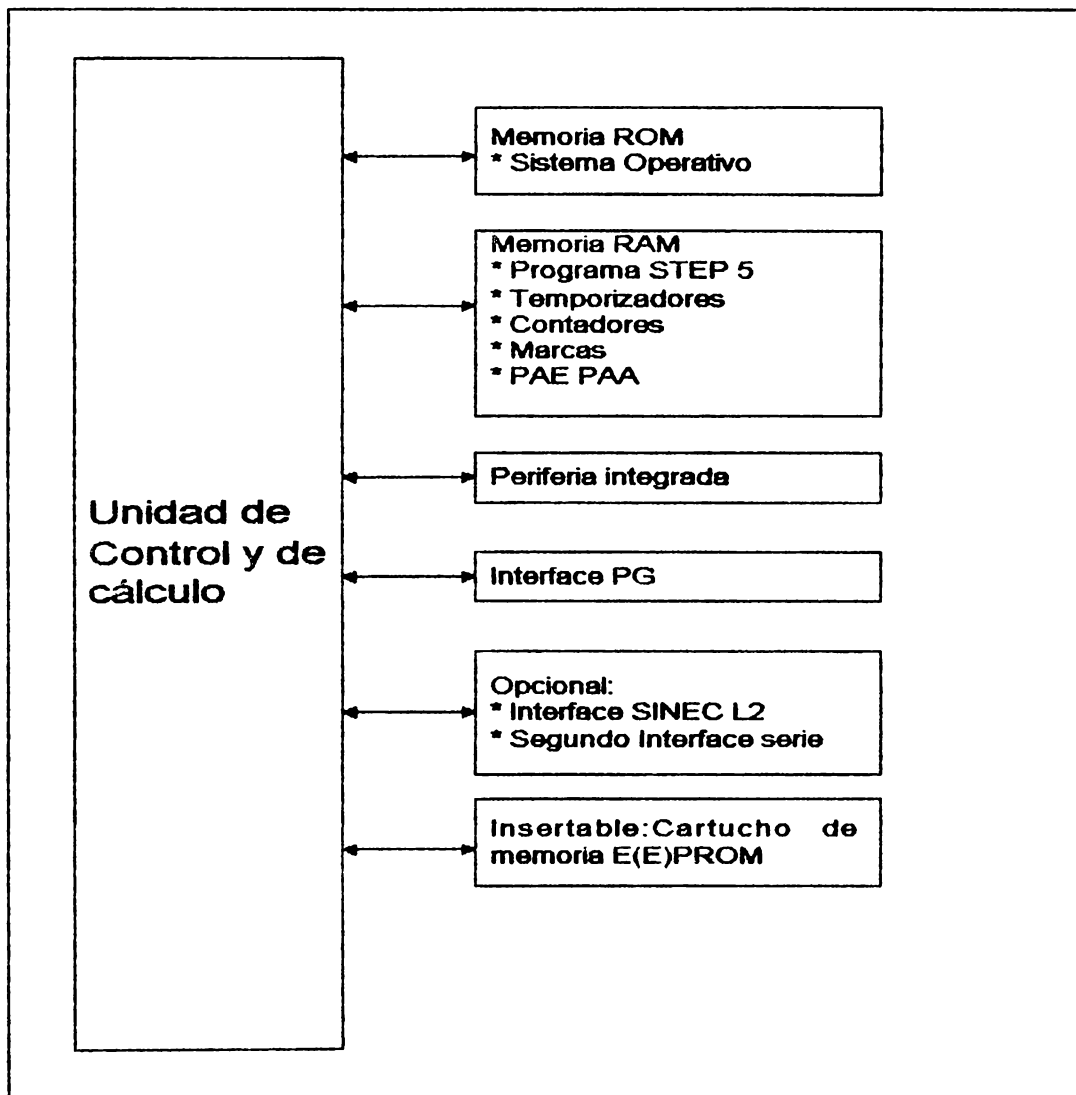 Unidad de
Control y de
cálculo
Memoria ROM
* Sistema Operativo
Memoria RAM
* Programa STEP 5
* Temporizadores
* Contadores
* Marcas
* PAE PAA
Periferia integrada
Interface PG
Opcional:
* Interface SINEC L2
* Segundo Interface serie
Insertable:Cartucho de
memoria E(E)PROM